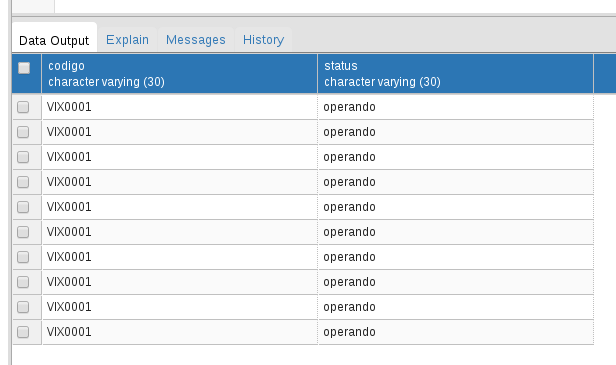 Data Output Explain Messages History
codigo status
character varying (30) character varying (30)
VIX0001 operando
VIX0001 operando
VIX0001 operando
VIX0001 operando
VIX0001 operando
VIX0001 operando
VIX0001 operando
VIX0001 operando
VIX0001 operando
VIX0001 operando